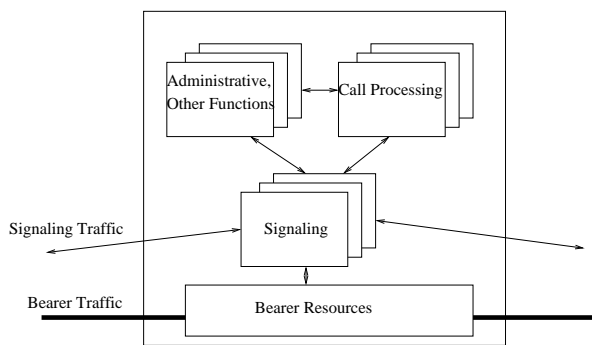 Administrative,
Other Functions
Call Processing
Signaling Traffic
Signaling
Bearer Traffic
Bearer Resources